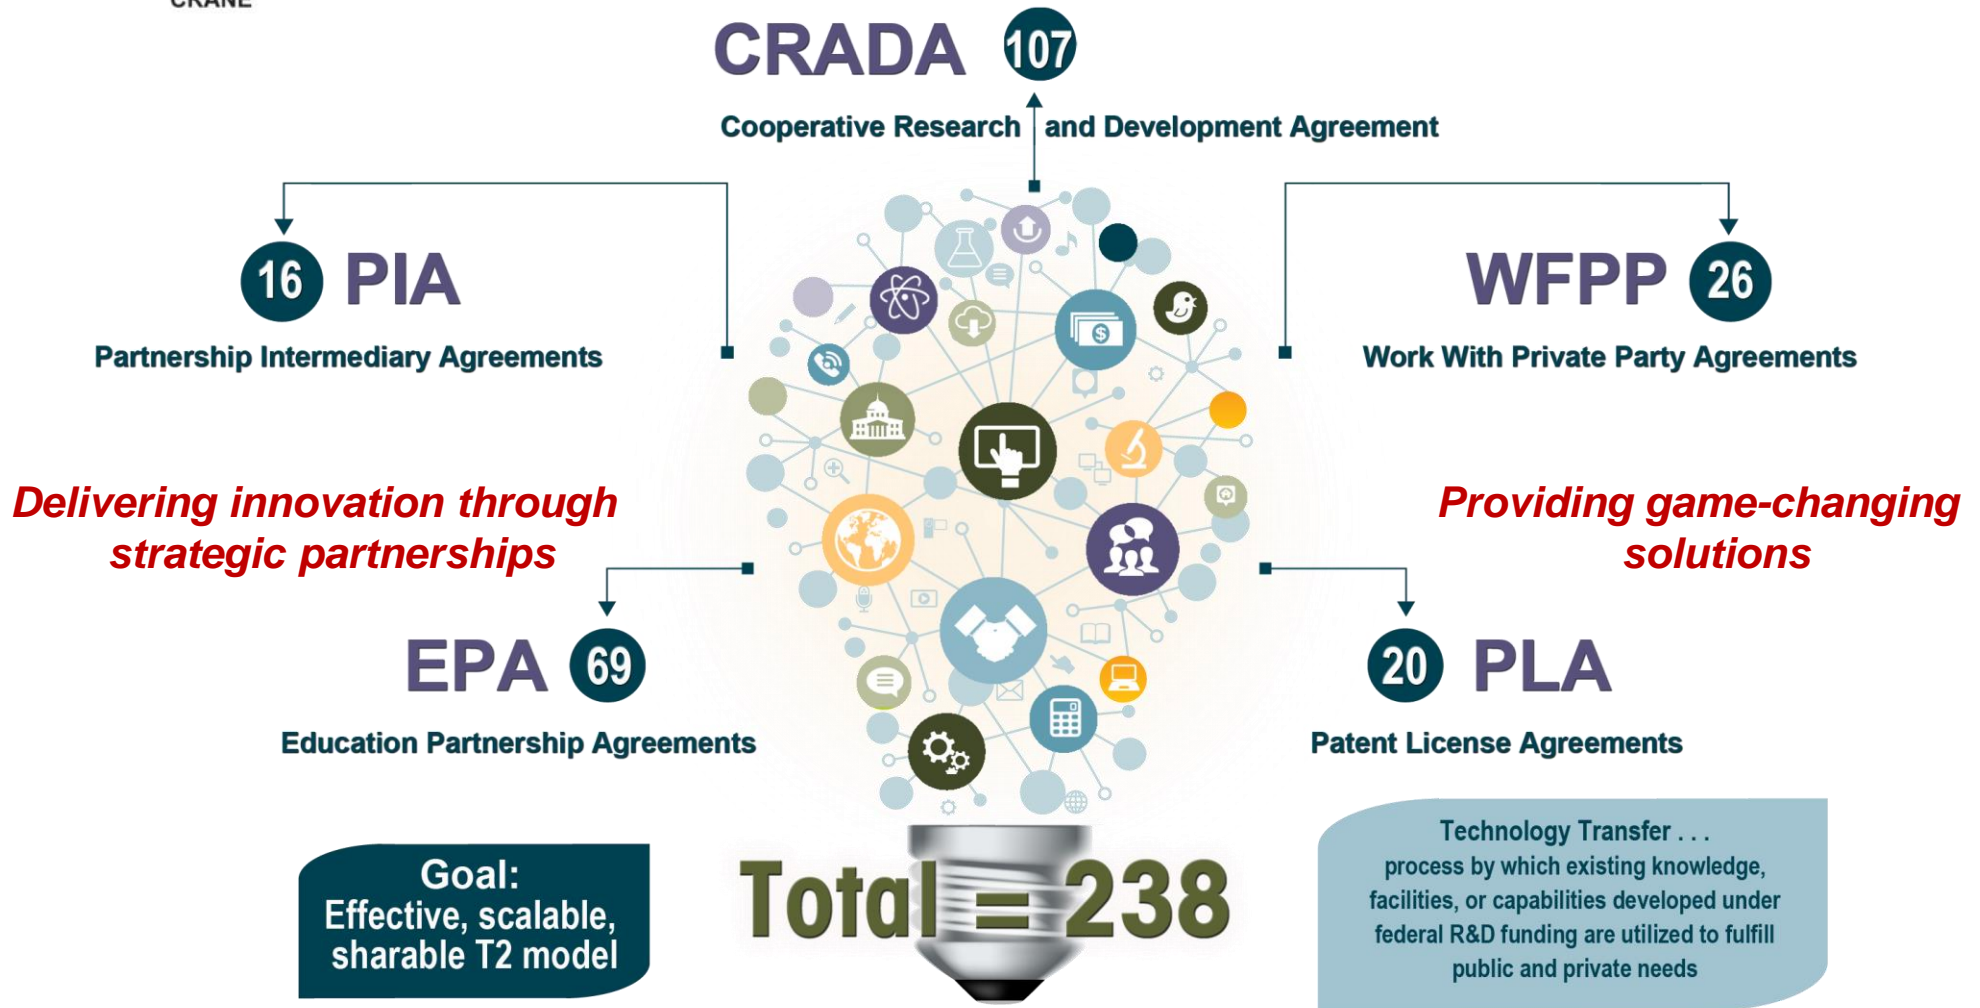 CRANE
CRADA 107
Cooperative Research and Development Agreement
16 PIA
Partnership Intermediary Agreements
WFPP 26
Work With Private Party Agreements
Delivering innovation through
strategic partnerships
Providing game-changing
solutions
EPA 69
Education Partnership Agreements
20 PLA
Patent License Agreements
Goal:
Effective, scalable,
sharable T2 model
Total = 238
Technology Transfer . . .
process by which existing knowledge,
facilities, or capabilities developed under
federal R&D funding are utilized to fulfill
public and private needs